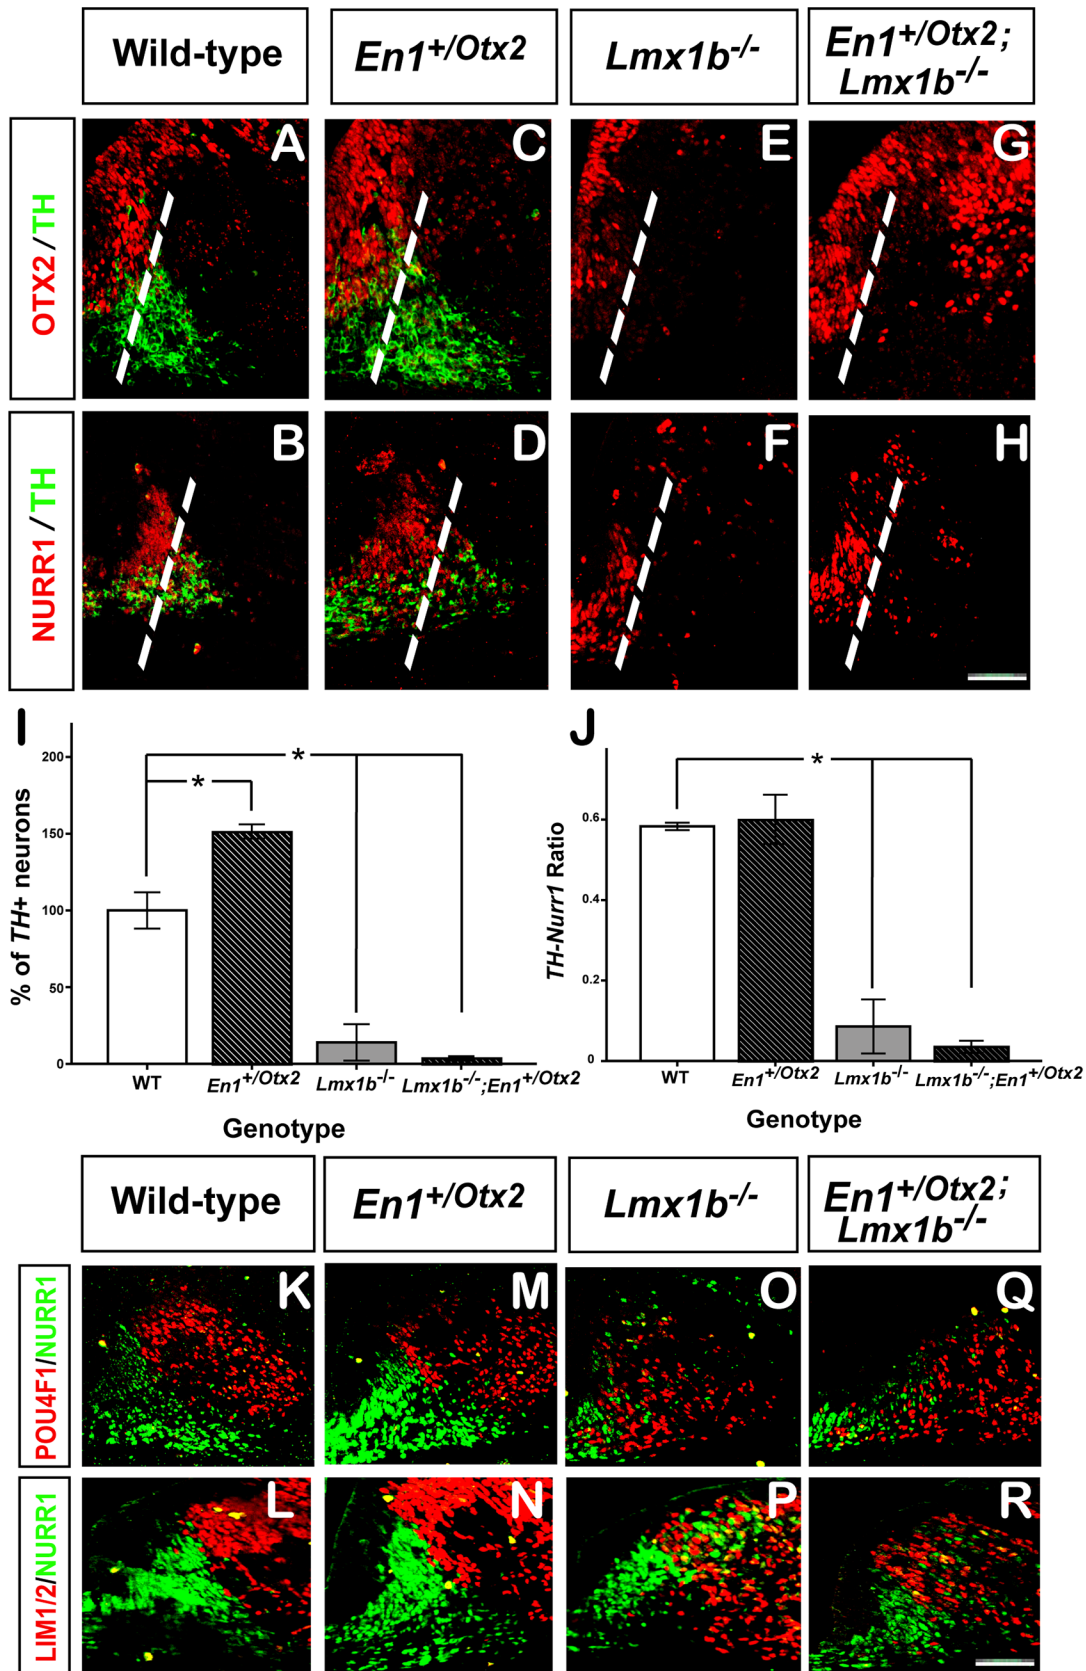 Wild-type
En1+/Otx2
Lmx1b-/-
En1+/Otx2;
Lmx1b-/-
OTX2 / TH
A
C
E
G
NURR1 / TH
B
D
F
H
I
% of TH+ neurons
200
150
100
50
0
*
*
WT
En1+/Otx2
Lmx1b-/-
Lmx1b-/-;En1+/Otx2
Genotype
J
TH-Nurr1 Ratio
0.6
0.4
0.2
0
*
WT
En1+/Otx2
Lmx1b-/-
Lmx1b-/-;En1+/Otx2
Genotype
Wild-type
En1+/Otx2
Lmx1b-/-
En1+/Otx2;
Lmx1b-/-
POU4F1/NURR1
K
M
O
Q
LIM1/2/NURR1
L
N
P
R